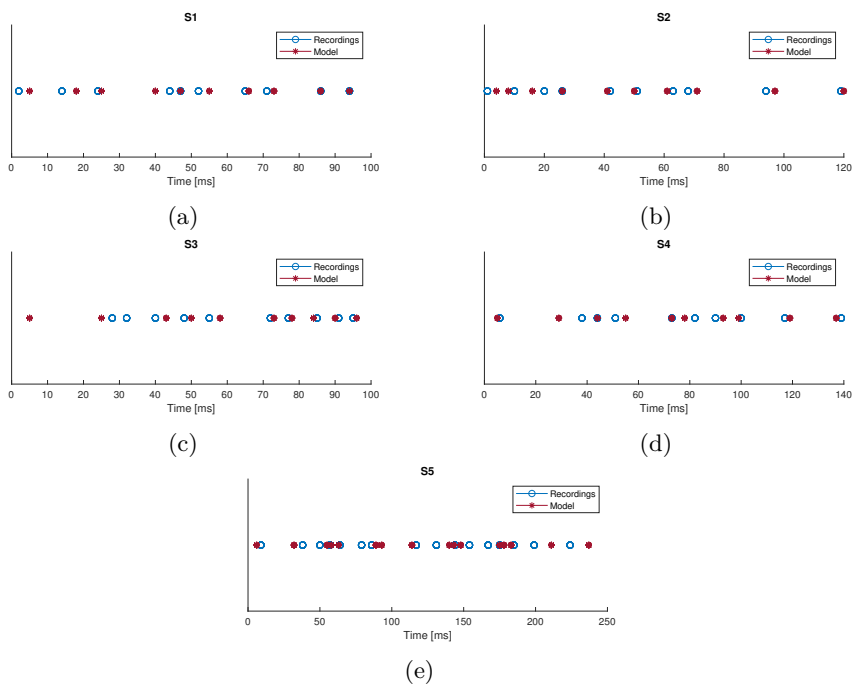 S1
Recordings
Model
0 10 20 30 40 50 60 70 80 90 100
Time [ms]
(a)
S2
Recordings
Model
0 20 40 60 80 100 120
Time [ms]
(b)
S3
Recordings
Model
0 10 20 30 40 50 60 70 80 90 100
Time [ms]
(c)
S4
Recordings
Model
0 20 40 60 80 100 120 140
Time [ms]
(d)
S5
Recordings
Model
0 50 100 150 200 250
Time [ms]
(e)